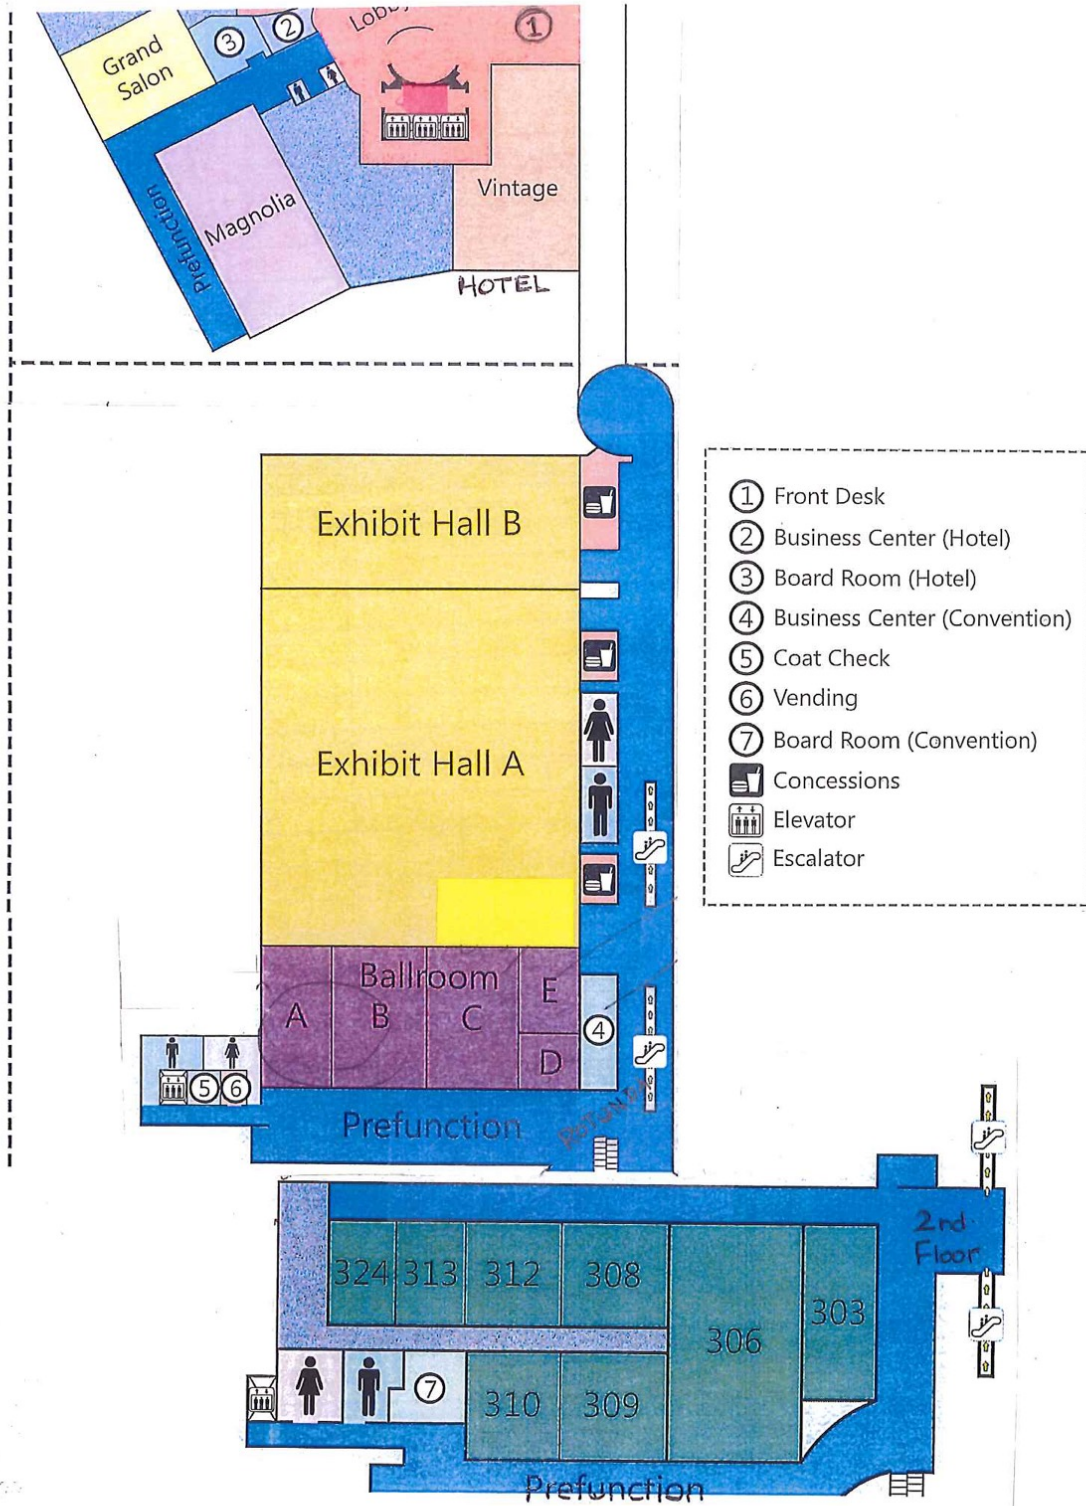 Lobby
1
2
3
Grand
Salon
Vintage
Magnolia
Prefunction
HOTEL
Exhibit Hall B
1 Front Desk
2 Business Center (Hotel)
3 Board Room (Hotel)
4 Business Center (Convention)
5 Coat Check
6 Vending
7 Board Room (Convention)
Concessions
Elevator
Escalator
Exhibit Hall A
Ballroom
A
B
C
E
D
4
5
6
Prefunction
ROTUNDA
2nd
Floor
324
313
312
308
306
303
7
310
309
Prefunction